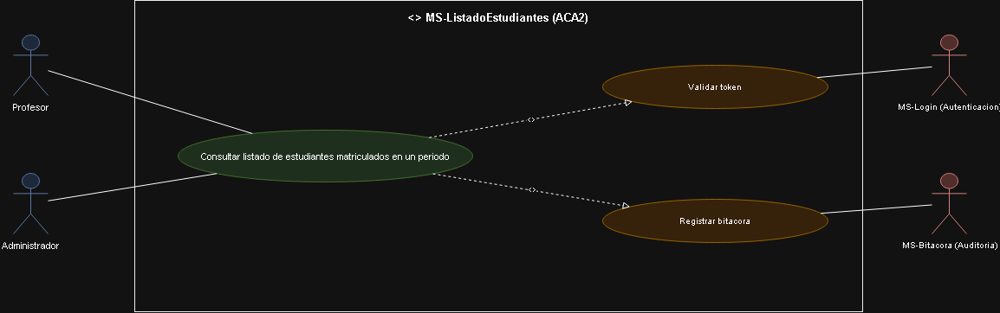 <> MS-ListadoEstudiantes (ACA2)
Profesor
Validar token
MS-Login (Autenticacion)
<>
Consultar listado de estudiantes matriculados en un periodo
<>
Registrar bitacora
Administrador
MS-Bitacora (Auditoria)